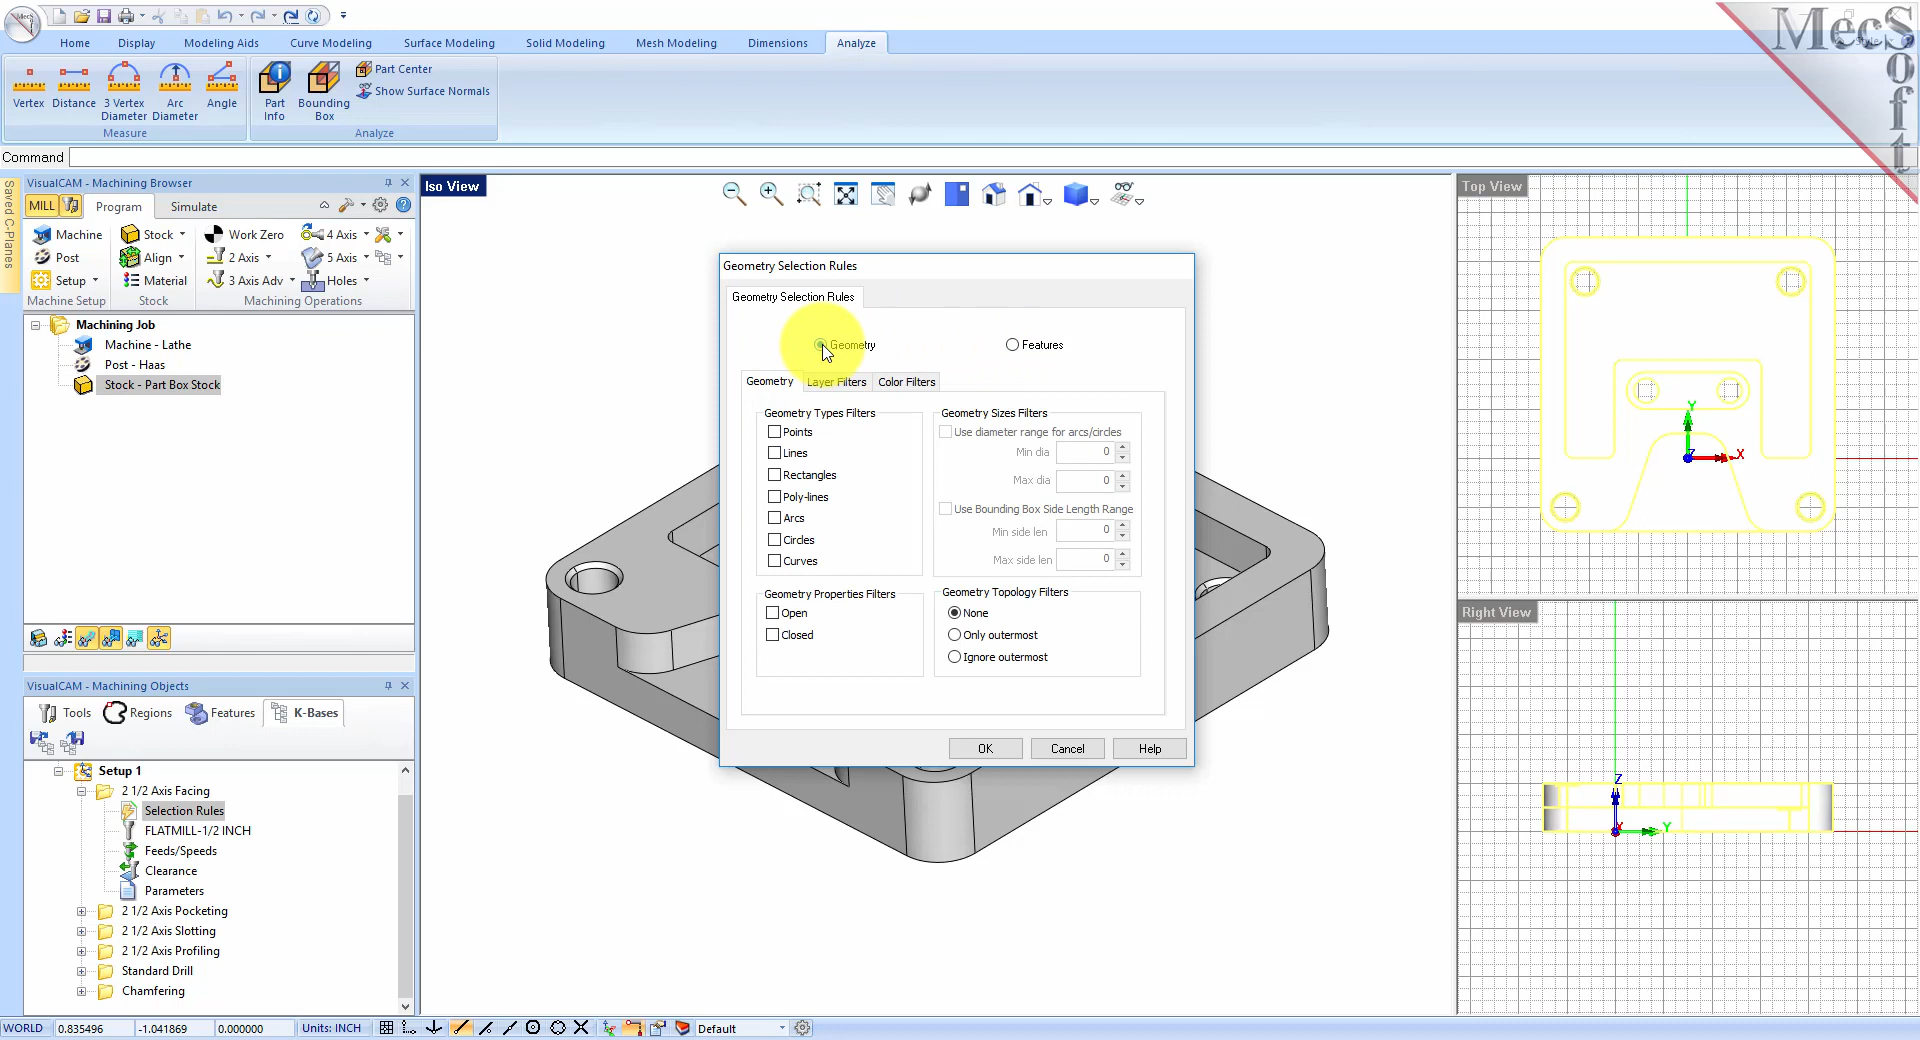 MecSoft
Home Display Modeling Aids Curve Modeling Surface Modeling Solid Modeling Mesh Modeling Dimensions Analyze
Vertex Distance 3 Vertex Diameter Arc Diameter Angle
Measure
Part Info Bounding Box
Part Center
Show Surface Normals
Analyze
Command
Saved C-Planes
VisualCAM - Machining Browser
MILL Program Simulate
Machine Stock Work Zero 4 Axis
Post Align 2 Axis 5 Axis
Setup Material 3 Axis Adv Holes
Machine Setup Stock Machining Operations
Machining Job
Machine - Lathe
Post - Haas
Stock - Part Box Stock
VisualCAM - Machining Objects
Tools Regions Features K-Bases
Setup 1
2 1/2 Axis Facing
Selection Rules
FLATMILL-1/2 INCH
Feeds/Speeds
Clearance
Parameters
2 1/2 Axis Pocketing
2 1/2 Axis Slotting
2 1/2 Axis Profiling
Standard Drill
Chamfering
Iso View
Geometry Selection Rules
Geometry Selection Rules
Geometry Features
Geometry Layer Filters Color Filters
Geometry Types Filters
Points
Lines
Rectangles
Poly-lines
Arcs
Circles
Curves
Geometry Sizes Filters
Use diameter range for arcs/circles
Min dia 0
Max dia 0
Use Bounding Box Side Length Range
Min side len 0
Max side len 0
Geometry Properties Filters
Open
Closed
Geometry Topology Filters
None
Only outermost
Ignore outermost
OK Cancel Help
Top View
Y
X
Right View
Z
X Y
WORLD 0.835496 -1.041869 0.000000 Units: INCH Default